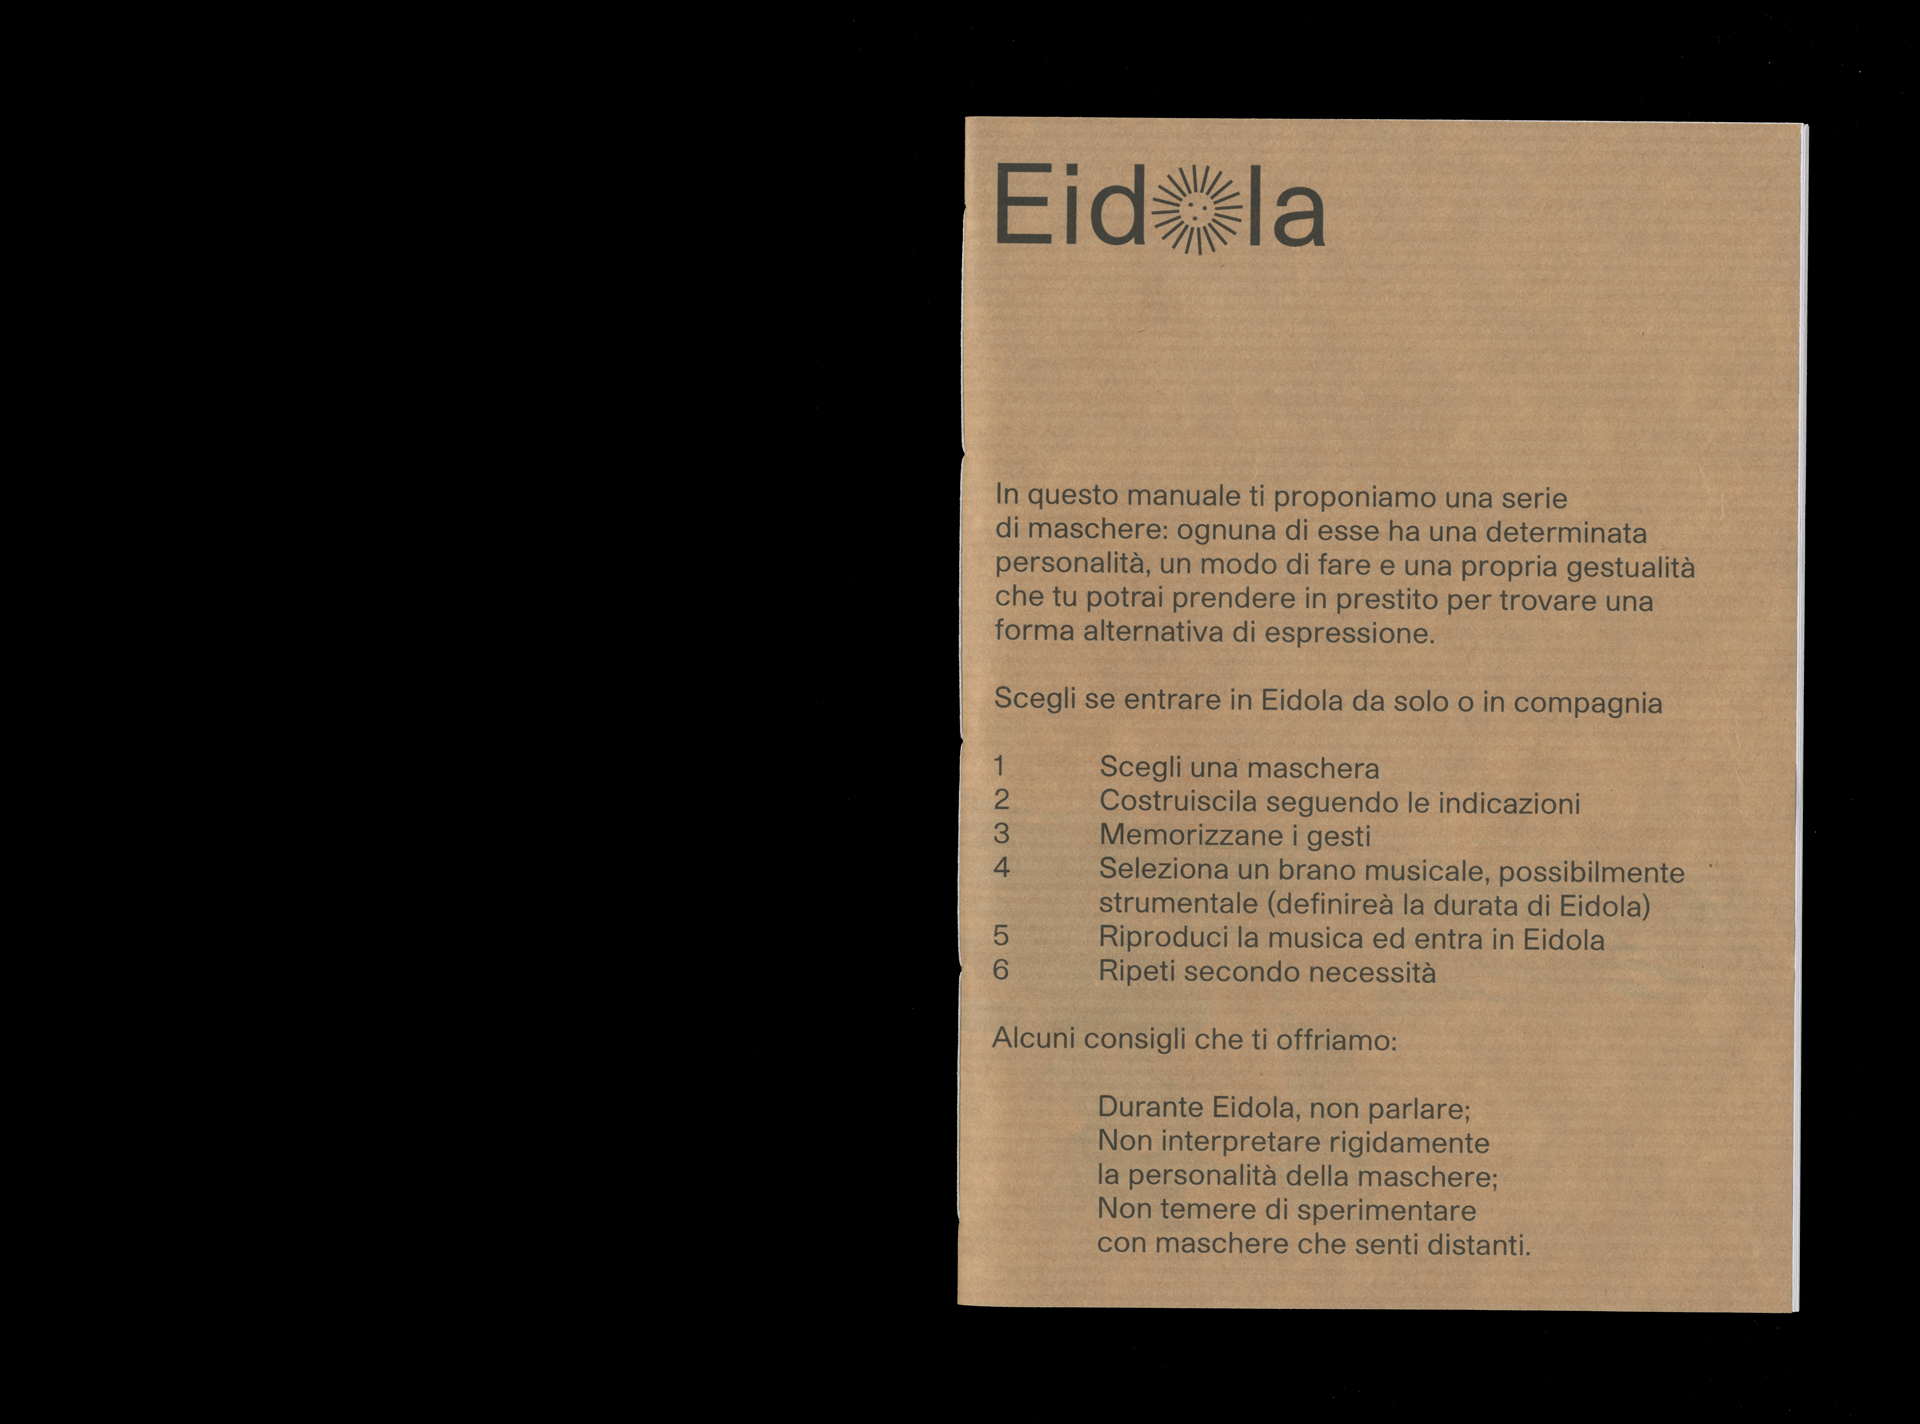 Eidola
In questo manuale ti proponiamo una serie
di maschere: ognuna di esse ha una determinata
personalità, un modo di fare e una propria gestualità
che tu potrai prendere in prestito per trovare una
forma alternativa di espressione.
Scegli se entrare in Eidola da solo o in compagnia
1 Scegli una maschera
2 Costruiscila seguendo le indicazioni
3 Memorizzane i gesti
4 Seleziona un brano musicale, possibilmente
strumentale (definireà la durata di Eidola)
5 Riproduci la musica ed entra in Eidola
6 Ripeti secondo necessità
Alcuni consigli che ti offriamo:
Durante Eidola, non parlare;
Non interpretare rigidamente
la personalità della maschere;
Non temere di sperimentare
con maschere che senti distanti.